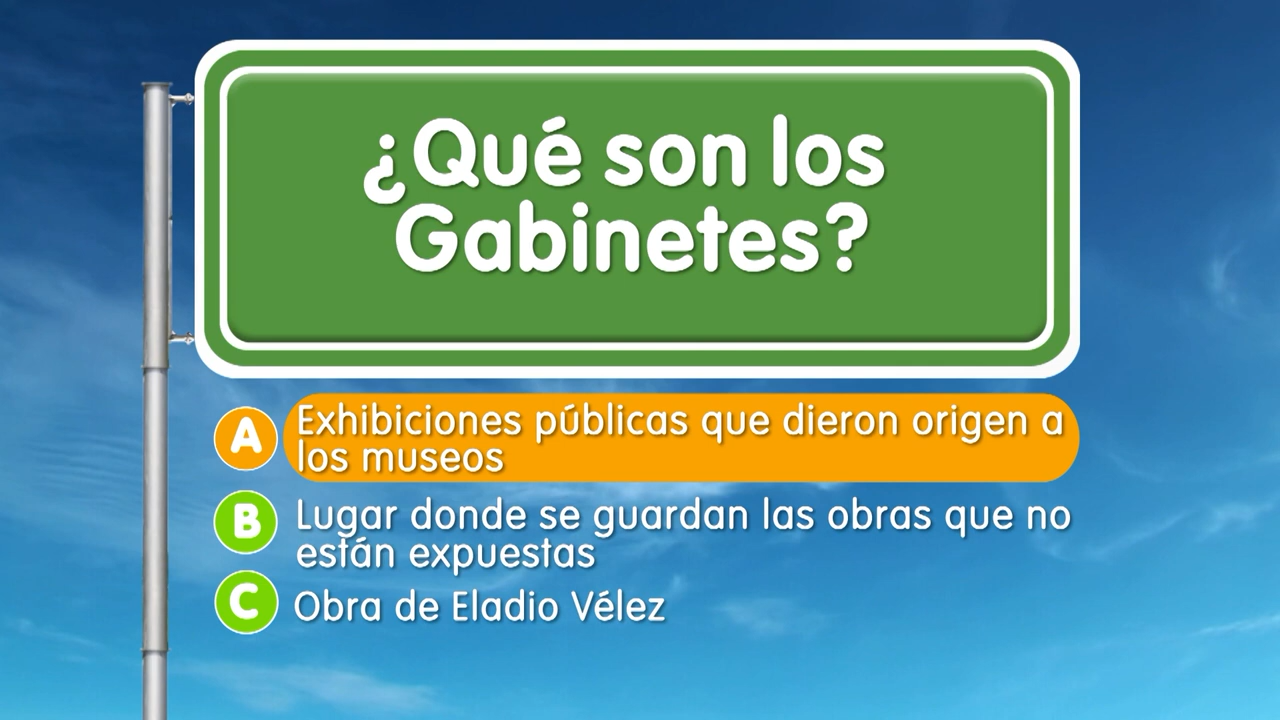 ¿Qué son los
Gabinetes?
A Exhibiciones públicas que dieron origen a
los museos
B Lugar donde se guardan las obras que no
están expuestas
C Obra de Eladio Vélez